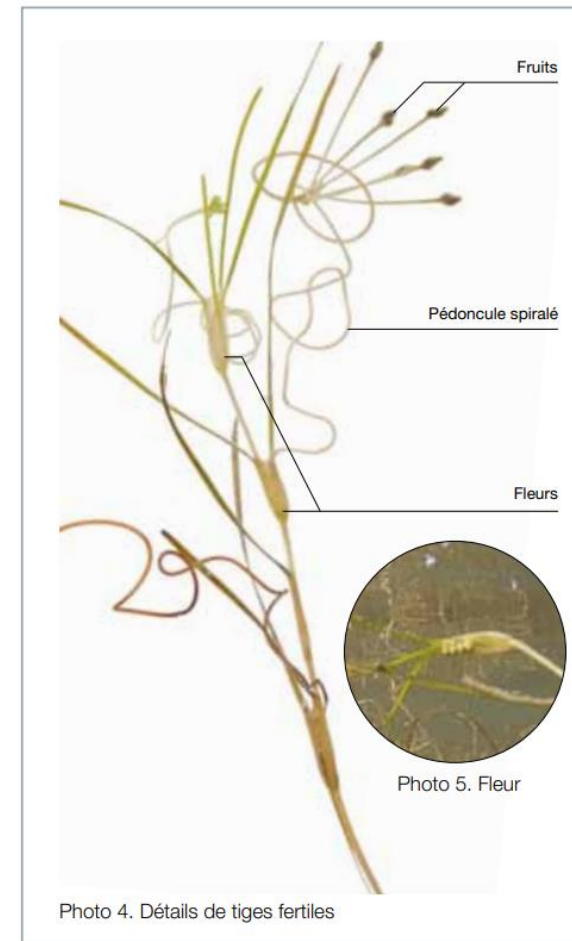 Fruits
Pédoncule spiralé
Fleurs
Photo 5. Fleur
Photo 4. Détails de tiges fertiles